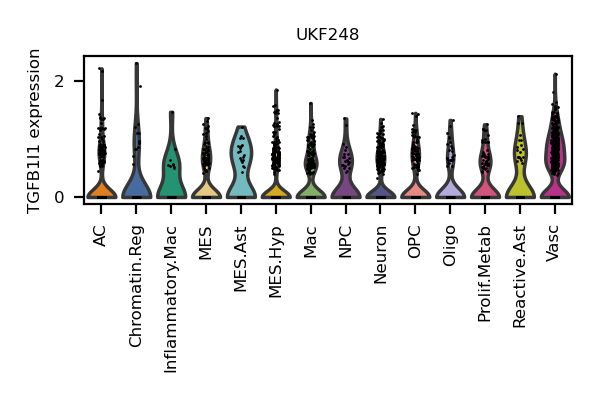 UKF248
TGFB1I1 expression
2
0
AC
Chromatin.Reg
Inflammatory.Mac
MES
MES.Ast
MES.Hyp
Mac
NPC
Neuron
OPC
Oligo
Prolif.Metab
Reactive.Ast
Vasc